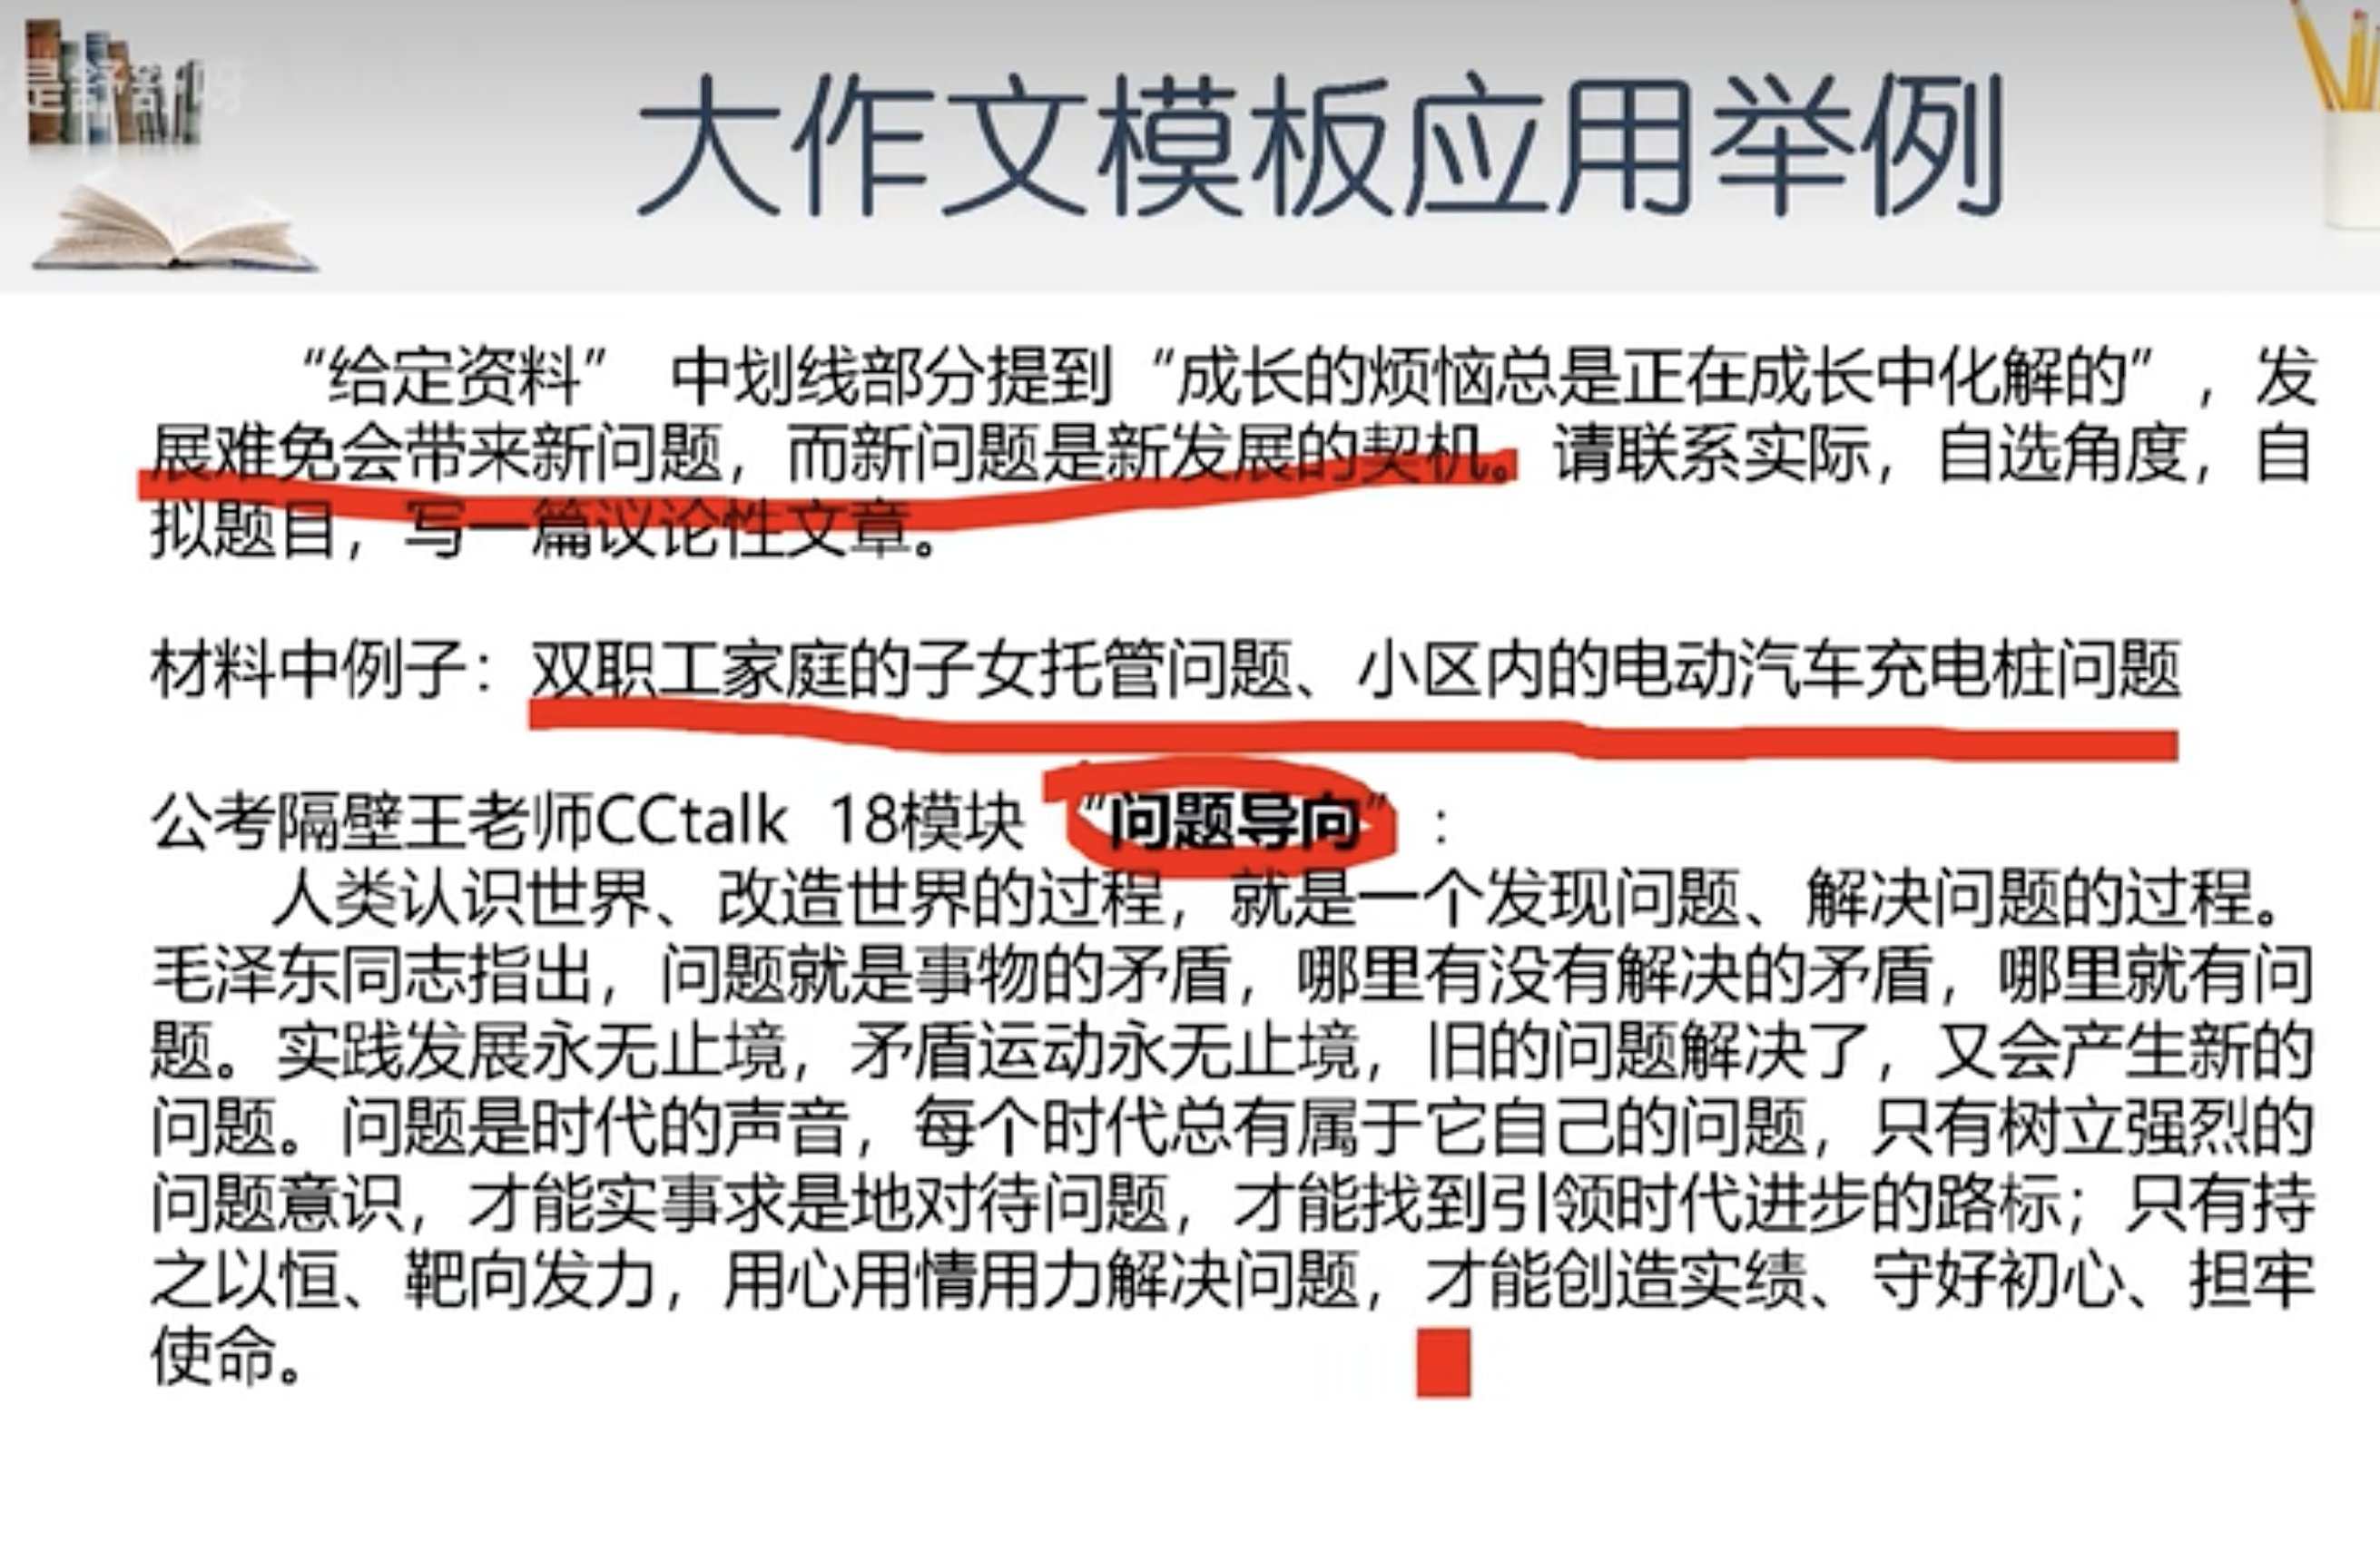 是舒舒呀
大作文模板应用举例
“给定资料” 中划线部分提到“成长的烦恼总是正在成长中化解的”，发
展难免会带来新问题，而新问题是新发展的契机。请联系实际，自选角度，自
拟题目，写一篇议论性文章。
材料中例子：双职工家庭的子女托管问题、小区内的电动汽车充电桩问题
公考隔壁王老师CCtalk 18模块 “问题导向”：
人类认识世界、改造世界的过程，就是一个发现问题、解决问题的过程。
毛泽东同志指出，问题就是事物的矛盾，哪里有没有解决的矛盾，哪里就有问
题。实践发展永无止境，矛盾运动永无止境，旧的问题解决了，又会产生新的
问题。问题是时代的声音，每个时代总有属于它自己的问题，只有树立强烈的
问题意识，才能实事求是地对待问题，才能找到引领时代进步的路标；只有持
之以恒、靶向发力，用心用情用力解决问题，才能创造实绩、守好初心、担牢
使命。